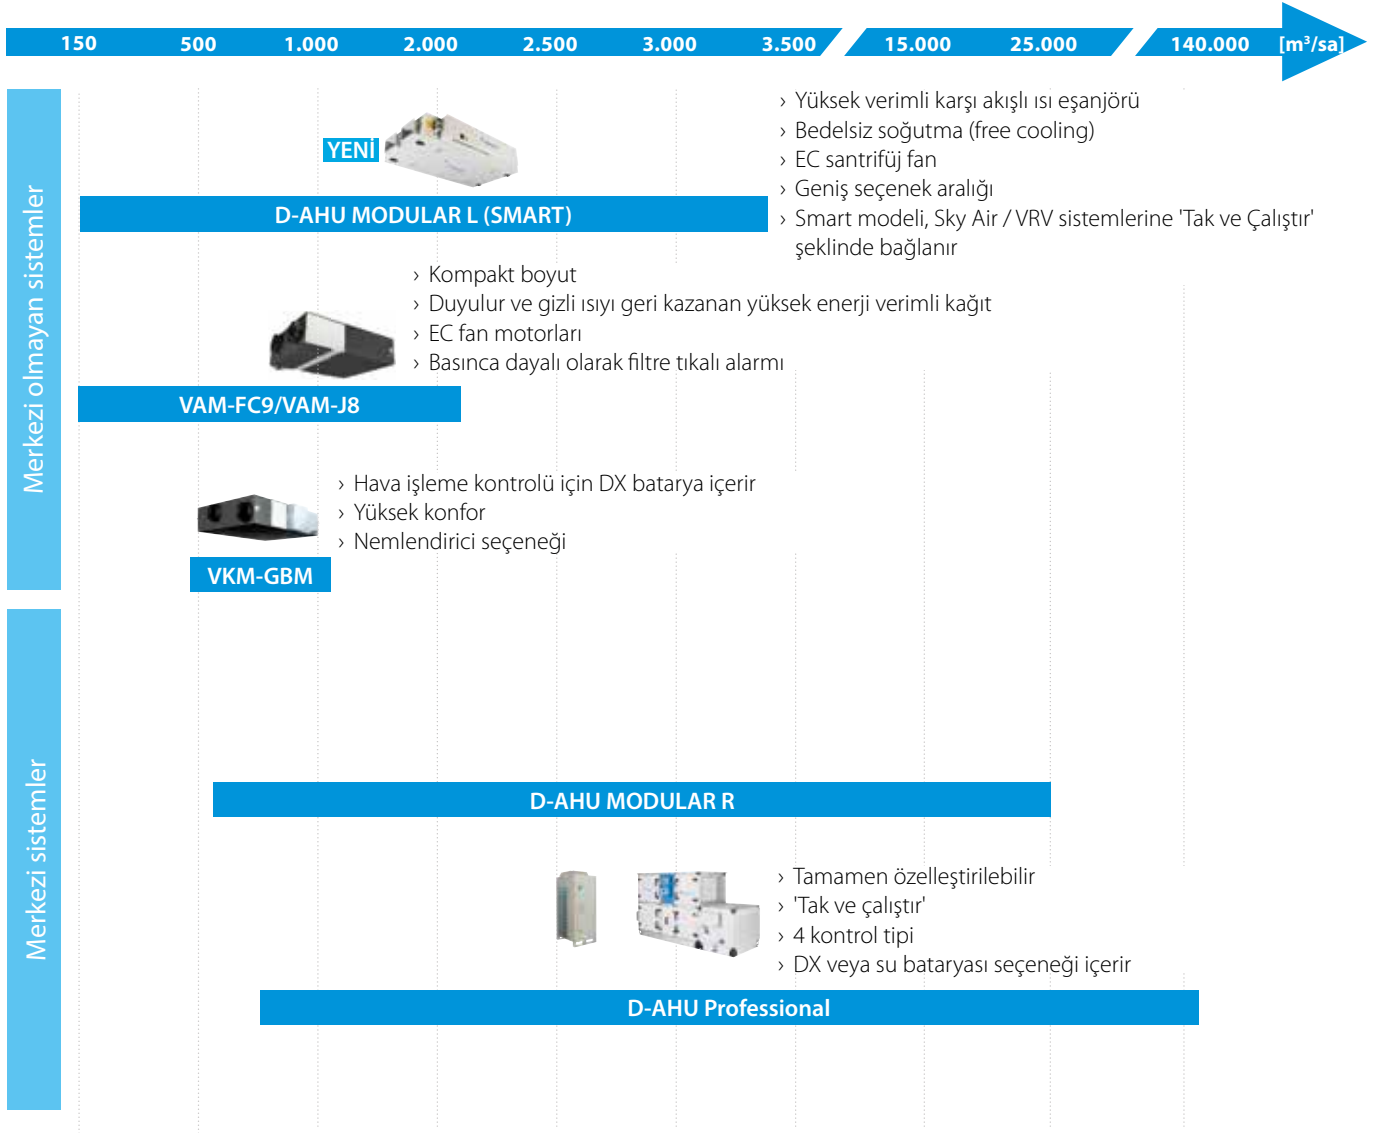 150 500 1.000 2.000 2.500 3.000 3.500 15.000 25.000 140.000 [m³/sa]
Merkezi olmayan sistemler
YENİ
› Yüksek verimli karşı akışlı ısı eşanjörü
› Bedelsiz soğutma (free cooling)
› EC santrifüj fan
› Geniş seçenek aralığı
› Smart modeli, Sky Air / VRV sistemlerine 'Tak ve Çalıştır'
şeklinde bağlanır
D-AHU MODULAR L (SMART)
› Kompakt boyut
› Duyulur ve gizli ısıyı geri kazanan yüksek enerji verimli kağıt
› EC fan motorları
› Basınca dayalı olarak filtre tıkalı alarmı
VAM-FC9/VAM-J8
› Hava işleme kontrolü için DX batarya içerir
› Yüksek konfor
› Nemlendirici seçeneği
VKM-GBM
Merkezi sistemler
D-AHU MODULAR R
› Tamamen özelleştirilebilir
› 'Tak ve çalıştır'
› 4 kontrol tipi
› DX veya su bataryası seçeneği içerir
D-AHU Professional